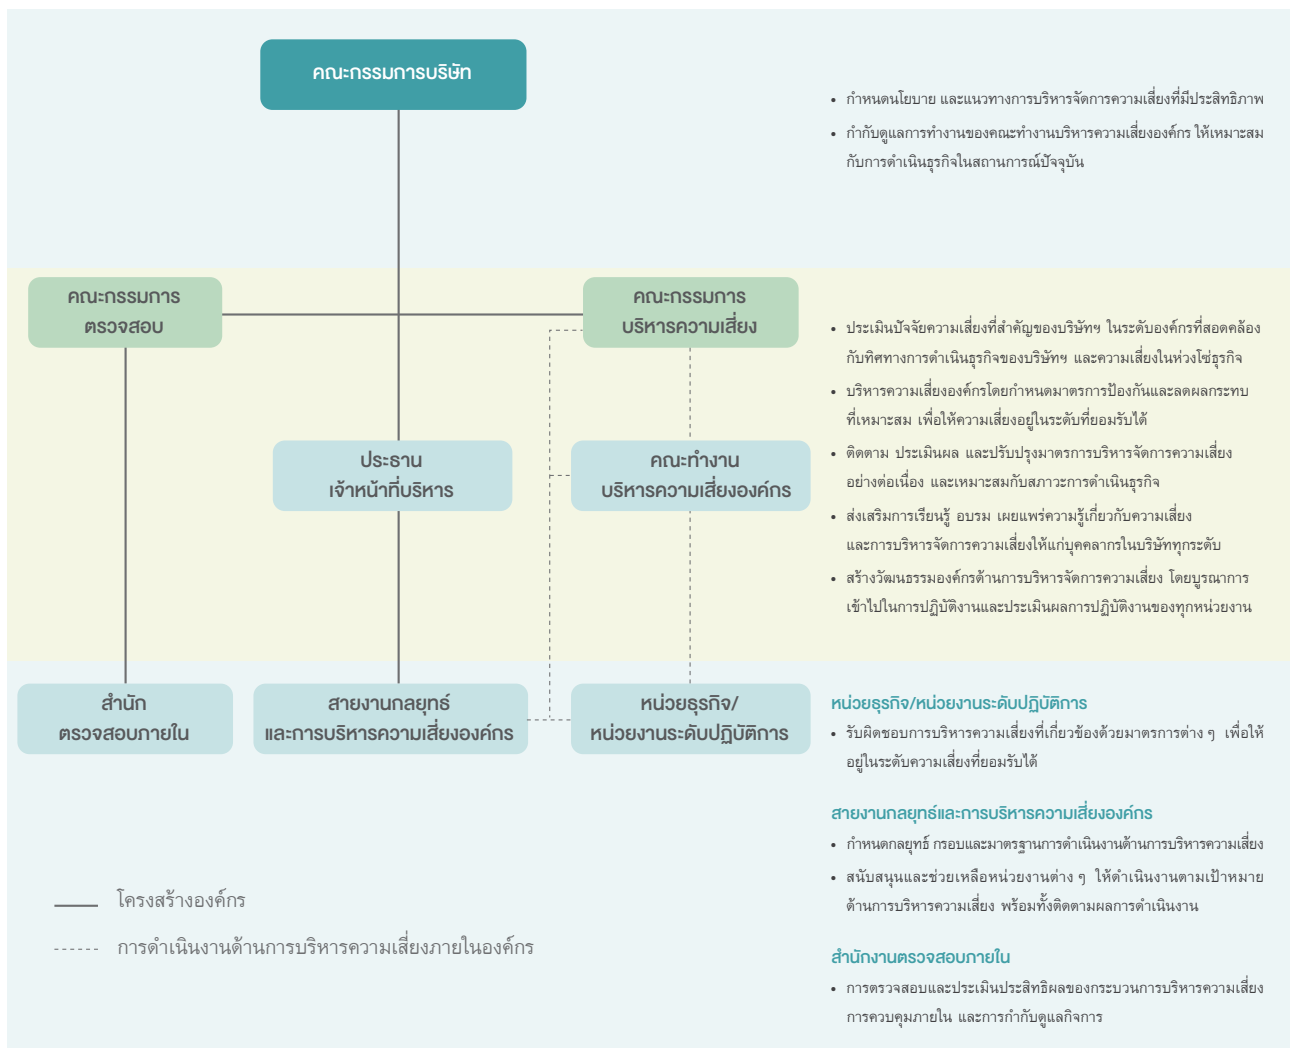 คณะกรรมการบริษัท
• กำหนดนโยบาย และแนวทางการบริหารจัดการความเสี่ยงที่มีประสิทธิภาพ
• กำกับดูแลการทำงานของคณะทำงานบริหารความเสี่ยงองค์กร ให้เหมาะสม
กับการดำเนินธุรกิจในสถานการณ์ปัจจุบัน
คณะกรรมการ
ตรวจสอบ
คณะกรรมการ
บริหารความเสี่ยง
ประธาน
เจ้าหน้าที่บริหาร
คณะทำงาน
บริหารความเสี่ยงองค์กร
• ประเมินปัจจัยความเสี่ยงที่สำคัญของบริษัทฯ ในระดับองค์กรที่สอดคล้อง
กับทิศทางการดำเนินธุรกิจของบริษัทฯ และความเสี่ยงในห่วงโซ่ธุรกิจ
• บริหารความเสี่ยงองค์กรโดยกำหนดมาตรการป้องกันและลดผลกระทบ
ที่เหมาะสม เพื่อให้ความเสี่ยงอยู่ในระดับที่ยอมรับได้
• ติดตาม ประเมินผล และปรับปรุงมาตรการบริหารจัดการความเสี่ยง
อย่างต่อเนื่อง และเหมาะสมกับสภาวะการดำเนินธุรกิจ
• ส่งเสริมการเรียนรู้ อบรม เผยแพร่ความรู้เกี่ยวกับความเสี่ยง
และการบริหารจัดการความเสี่ยงให้แก่บุคคลากรในบริษัททุกระดับ
• สร้างวัฒนธรรมองค์กรด้านการบริหารจัดการความเสี่ยง โดยบูรณาการ
เข้าไปในการปฏิบัติงานและประเมินผลการปฏิบัติงานของทุกหน่วยงาน
สำนัก
ตรวจสอบภายใน
สายงานกลยุทธ์
และการบริหารความเสี่ยงองค์กร
หน่วยธุรกิจ/
หน่วยงานระดับปฏิบัติการ
หน่วยธุรกิจ/หน่วยงานระดับปฏิบัติการ
• รับผิดชอบการบริหารความเสี่ยงที่เกี่ยวข้องด้วยมาตรการต่าง ๆ เพื่อให้
อยู่ในระดับความเสี่ยงที่ยอมรับได้
สายงานกลยุทธ์และการบริหารความเสี่ยงองค์กร
• กำหนดกลยุทธ์ กรอบและมาตรฐานการดำเนินงานด้านการบริหารความเสี่ยง
• สนับสนุนและช่วยเหลือหน่วยงานต่าง ๆ ให้ดำเนินงานตามเป้าหมาย
ด้านการบริหารความเสี่ยง พร้อมทั้งติดตามผลการดำเนินงาน
สำนักงานตรวจสอบภายใน
• การตรวจสอบและประเมินประสิทธิผลของกระบวนการบริหารความเสี่ยง
การควบคุมภายใน และการกำกับดูแลกิจการ
โครงสร้างองค์กร
การดำเนินงานด้านการบริหารความเสี่ยงภายในองค์กร